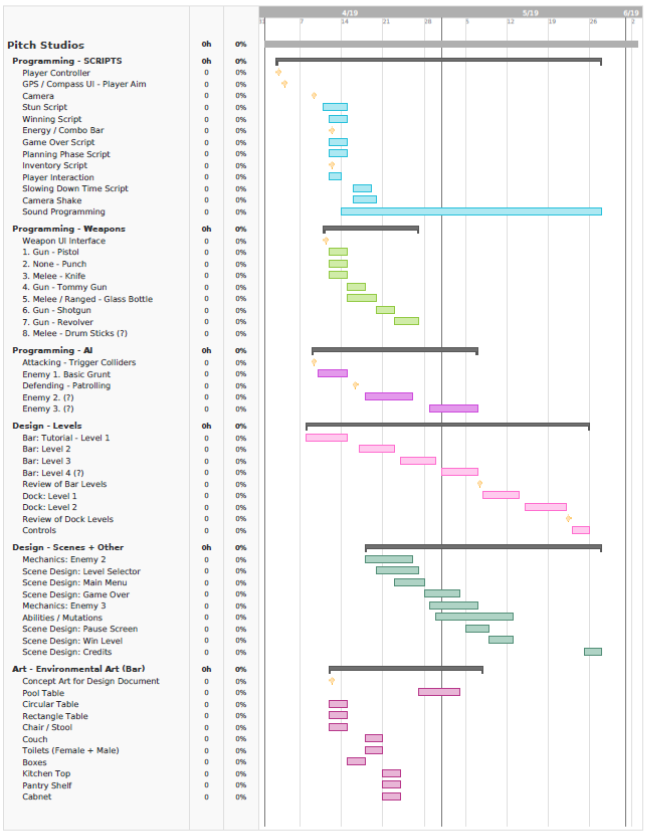 4/19 5/19 6/19
31 7 14 21 28 5 12 19 26 2
Pitch Studios 0h 0%
Programming - SCRIPTS 0h 0%
Player Controller 0 0%
GPS / Compass UI - Player Aim 0 0%
Camera 0 0%
Stun Script 0 0%
Winning Script 0 0%
Energy / Combo Bar 0 0%
Game Over Script 0 0%
Planning Phase Script 0 0%
Inventory Script 0 0%
Player Interaction 0 0%
Slowing Down Time Script 0 0%
Camera Shake 0 0%
Sound Programming 0 0%
Programming - Weapons 0h 0%
Weapon UI Interface 0 0%
1. Gun - Pistol 0 0%
2. None - Punch 0 0%
3. Melee - Knife 0 0%
4. Gun - Tommy Gun 0 0%
5. Melee / Ranged - Glass Bottle 0 0%
6. Gun - Shotgun 0 0%
7. Gun - Revolver 0 0%
8. Melee - Drum Sticks (?) 0 0%
Programming - AI 0h 0%
Attacking - Trigger Colliders 0 0%
Enemy 1. Basic Grunt 0 0%
Defending - Patrolling 0 0%
Enemy 2. (?) 0 0%
Enemy 3. (?) 0 0%
Design - Levels 0h 0%
Bar: Tutorial - Level 1 0 0%
Bar: Level 2 0 0%
Bar: Level 3 0 0%
Bar: Level 4 (?) 0 0%
Review of Bar Levels 0 0%
Dock: Level 1 0 0%
Dock: Level 2 0 0%
Review of Dock Levels 0 0%
Controls 0 0%
Design - Scenes + Other 0h 0%
Mechanics: Enemy 2 0 0%
Scene Design: Level Selector 0 0%
Scene Design: Main Menu 0 0%
Scene Design: Game Over 0 0%
Mechanics: Enemy 3 0 0%
Abilities / Mutations 0 0%
Scene Design: Pause Screen 0 0%
Scene Design: Win Level 0 0%
Scene Design: Credits 0 0%
Art - Environmental Art (Bar) 0h 0%
Concept Art for Design Document 0 0%
Pool Table 0 0%
Circular Table 0 0%
Rectangle Table 0 0%
Chair / Stool 0 0%
Couch 0 0%
Toilets (Female + Male) 0 0%
Boxes 0 0%
Kitchen Top 0 0%
Pantry Shelf 0 0%
Cabnet 0 0%